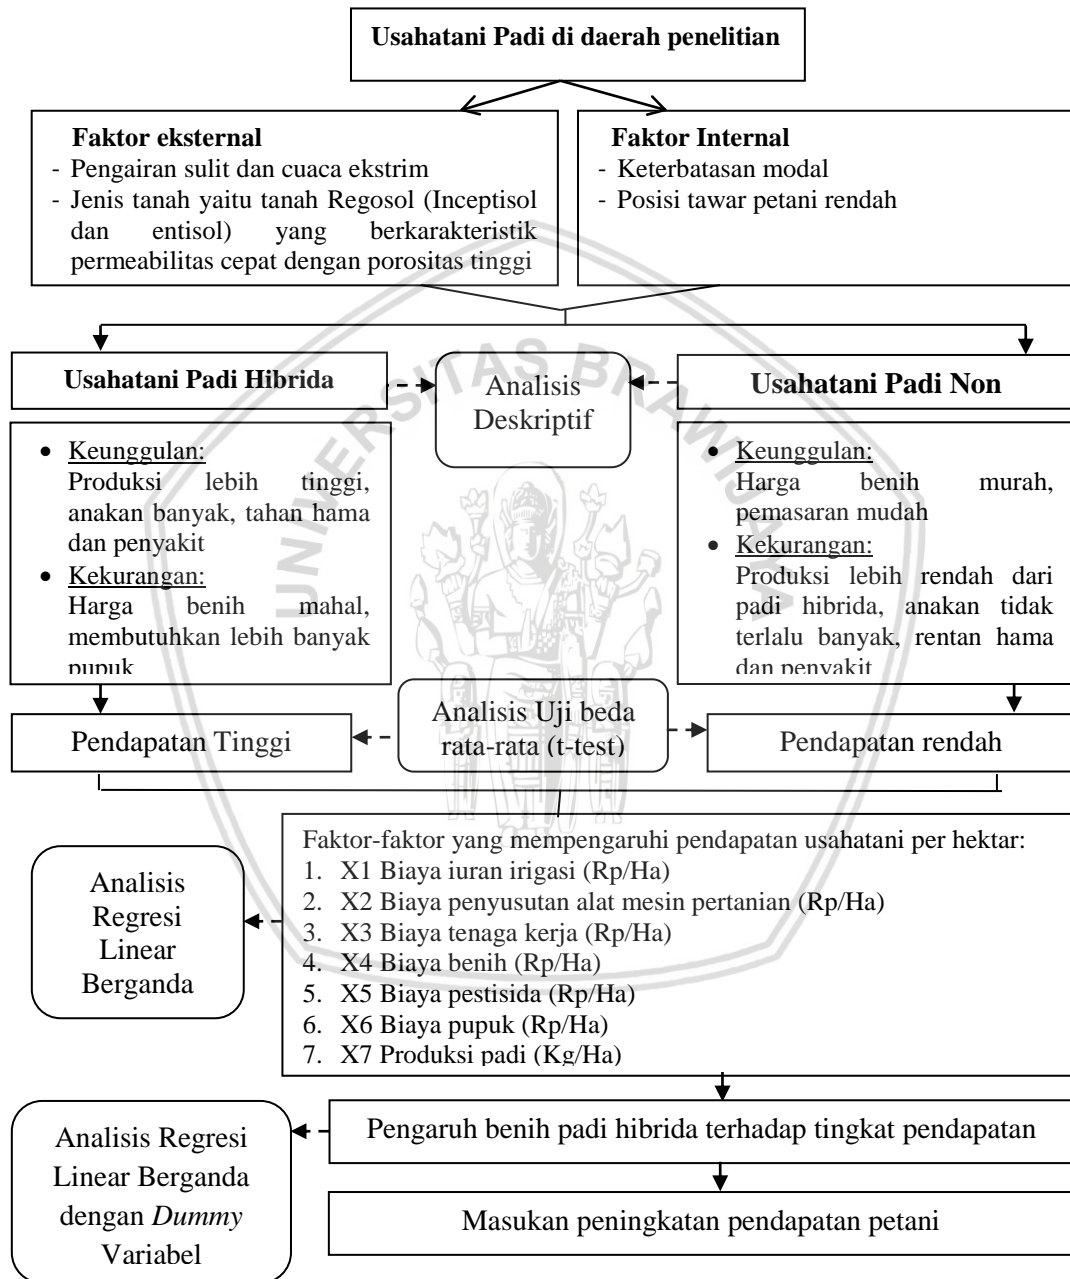 Usahatani Padi di daerah penelitian
Faktor eksternal
- Pengairan sulit dan cuaca ekstrim
- Jenis tanah yaitu tanah Regosol (Inceptisol
dan entisol) yang berkarakteristik
permeabilitas cepat dengan porositas tinggi
Faktor Internal
- Keterbatasan modal
- Posisi tawar petani rendah
Usahatani Padi Hibrida
Analisis
Deskriptif
Usahatani Padi Non
• Keunggulan:
Produksi lebih tinggi,
anakan banyak, tahan hama
dan penyakit
• Kekurangan:
Harga benih mahal,
membutuhkan lebih banyak
pupuk
• Keunggulan:
Harga benih murah,
pemasaran mudah
• Kekurangan:
Produksi lebih rendah dari
padi hibrida, anakan tidak
terlalu banyak, rentan hama
dan penyakit
UNIVERSITAS BRAWIJAYA
Pendapatan Tinggi
Analisis Uji beda
rata-rata (t-test)
Pendapatan rendah
Faktor-faktor yang mempengaruhi pendapatan usahatani per hektar:
1. X1 Biaya iuran irigasi (Rp/Ha)
2. X2 Biaya penyusutan alat mesin pertanian (Rp/Ha)
3. X3 Biaya tenaga kerja (Rp/Ha)
4. X4 Biaya benih (Rp/Ha)
5. X5 Biaya pestisida (Rp/Ha)
6. X6 Biaya pupuk (Rp/Ha)
7. X7 Produksi padi (Kg/Ha)
Analisis
Regresi
Linear
Berganda
Pengaruh benih padi hibrida terhadap tingkat pendapatan
Analisis Regresi
Linear Berganda
dengan Dummy
Variabel
Masukan peningkatan pendapatan petani